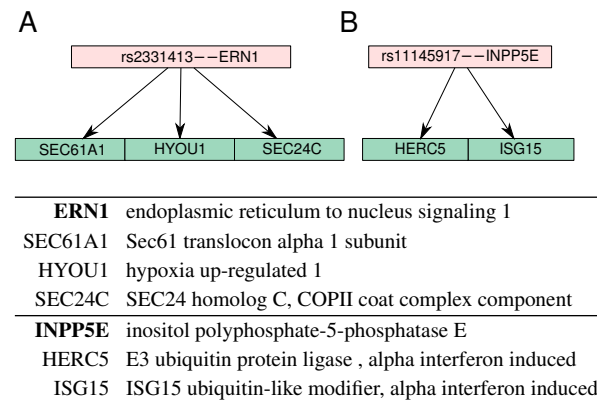 A
rs2331413−−ERN1
SEC61A1 HYOU1 SEC24C
B
rs11145917−−INPP5E
HERC5 ISG15
ERN1 endoplasmic reticulum to nucleus signaling 1
SEC61A1 Sec61 translocon alpha 1 subunit
HYOU1 hypoxia up-regulated 1
SEC24C SEC24 homolog C, COPII coat complex component
INPP5E inositol polyphosphate-5-phosphatase E
HERC5 E3 ubiquitin protein ligase , alpha interferon induced
ISG15 ISG15 ubiquitin-like modifier, alpha interferon induced